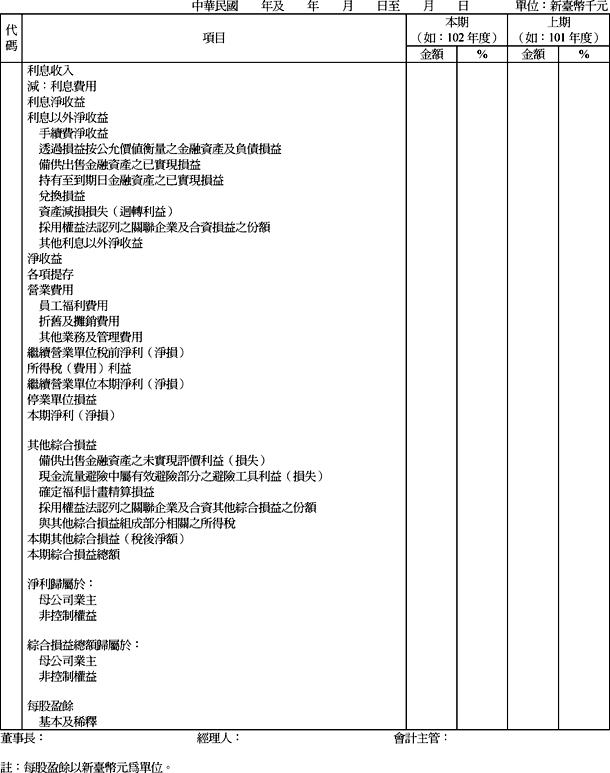 中華民國　　年及　　年　　月　　日至　　月　　日　　單位：新臺幣千元
代碼　項目　本期（如：102 年度）　上期（如：101 年度）
金額　%　金額　%
利息收入
減：利息費用
利息淨收益
利息以外淨收益
手續費淨收益
透過損益按公允價值衡量之金融資產及負債損益
備供出售金融資產之已實現損益
持有至到期日金融資產之已實現損益
兌換損益
資產減損損失（迴轉利益）
採用權益法認列之關聯企業及合資損益之份額
其他利息以外淨收益
淨收益
各項提存
營業費用
員工福利費用
折舊及攤銷費用
其他業務及管理費用
繼續營業單位稅前淨利（淨損）
所得稅（費用）利益
繼續營業單位本期淨利（淨損）
停業單位損益
本期淨利（淨損）
其他綜合損益
備供出售金融資產之未實現評價利益（損失）
現金流量避險中屬有效避險部分之避險工具利益（損失）
確定福利計畫精算損益
採用權益法認列之關聯企業及合資其他綜合損益之份額
與其他綜合損益組成部分相關之所得稅
本期其他綜合損益（稅後淨額）
本期綜合損益總額
淨利歸屬於：
母公司業主
非控制權益
綜合損益總額歸屬於：
母公司業主
非控制權益
每股盈餘
基本及稀釋
董事長：　經理人：　會計主管：
註：每股盈餘以新臺幣元爲單位。